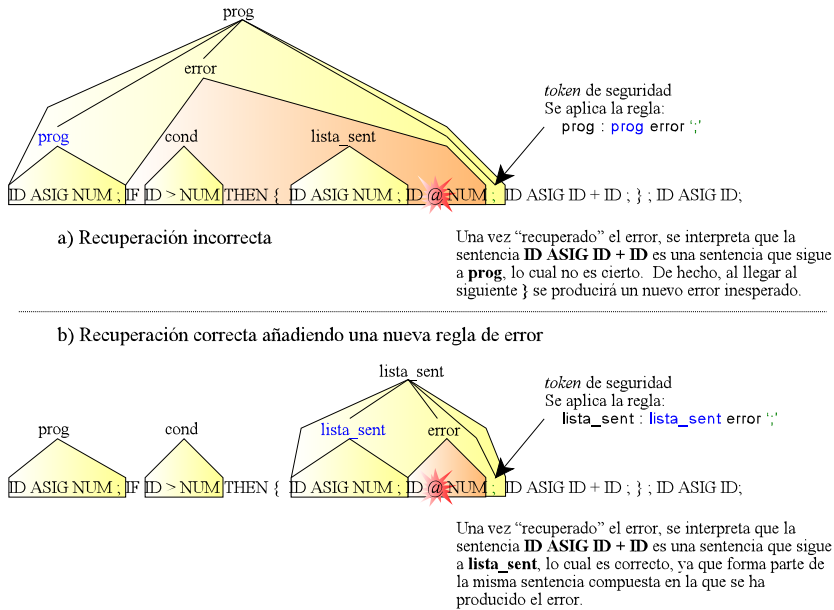 prog
error
token de seguridad
Se aplica la regla:
prog : prog error ';'
prog
cond
lista_sent
ID ASIG NUM ; IF ID > NUM THEN { ID ASIG NUM ; ID @ NUM ; ID ASIG ID + ID ; } ; ID ASIG ID;
a) Recuperación incorrecta
Una vez “recuperado” el error, se interpreta que la
sentencia ID ASIG ID + ID es una sentencia que sigue
a prog, lo cual no es cierto. De hecho, al llegar al
siguiente } se producirá un nuevo error inesperado.
b) Recuperación correcta añadiendo una nueva regla de error
lista_sent
token de seguridad
Se aplica la regla:
lista_sent : lista_sent error ';'
prog
cond
lista_sent
error
ID ASIG NUM ; IF ID > NUM THEN { ID ASIG NUM ; ID @ NUM ; ID ASIG ID + ID ; } ; ID ASIG ID;
Una vez “recuperado” el error, se interpreta que la
sentencia ID ASIG ID + ID es una sentencia que sigue
a lista_sent, lo cual es correcto, ya que forma parte de
la misma sentencia compuesta en la que se ha
producido el error.